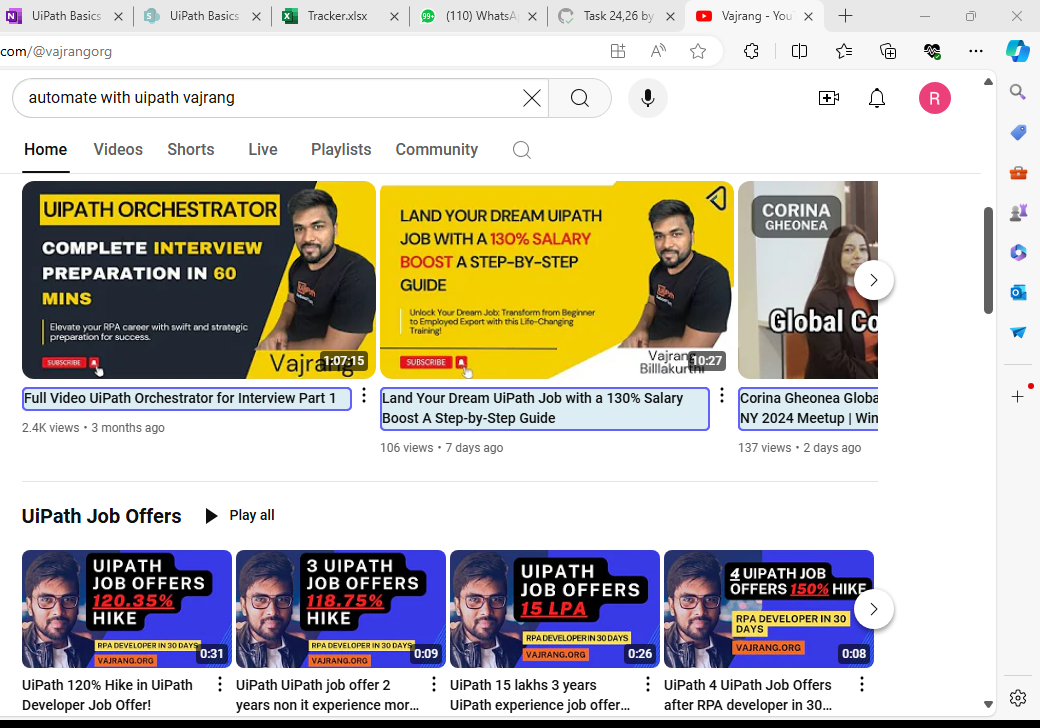 UiPath Basics
UiPath Basics
Tracker.xlsx
99+ (110) WhatsA
Task 24,26 by
Vajrang - You
com/@vajrangorg
automate with uipath vajrang
R
Home Videos Shorts Live Playlists Community
UIPATH ORCHESTRATOR
COMPLETE INTERVIEW
PREPARATION IN 60
MINS
Elevate your RPA career with swift and strategic
preparation for success.
SUBSCRIBE
Vajrang
1:07:15
LAND YOUR DREAM UIPATH
JOB WITH A 130% SALARY
BOOST A STEP-BY-STEP
GUIDE
Unlock Your Dream Job: Transform from Beginner
to Employed Expert with this Life-Changing
Training!
SUBSCRIBE
Vajrang
Billlakurthi
10:27
CORINA
GHEONEA
Global Co
Full Video UiPath Orchestrator for Interview Part 1
2.4K views • 3 months ago
Land Your Dream UiPath Job with a 130% Salary
Boost A Step-by-Step Guide
106 views • 7 days ago
Corina Gheonea Globa
NY 2024 Meetup | Win
137 views • 2 days ago
UiPath Job Offers Play all
UIPATH
JOB OFFERS
120.35%
HIKE
RPA DEVELOPER IN 30 DAYS
VAJRANG.ORG
0:31
3 UIPATH
JOB OFFERS
118.75%
HIKE
RPA DEVELOPER IN 30 DAYS
VAJRANG.ORG
0:09
UIPATH
JOB OFFERS
15 LPA
RPA DEVELOPER IN 30 DAYS
VAJRANG.ORG
0:26
4 UIPATH JOB
OFFERS 150% HIKE
RPA DEVELOPER IN 30
DAYS
VAJRANG.ORG
0:08
UiPath 120% Hike in UiPath
Developer Job Offer!
UiPath UiPath job offer 2
years non it experience mor...
UiPath 15 lakhs 3 years
UiPath experience job offer...
UiPath 4 UiPath Job Offers
after RPA developer in 30...